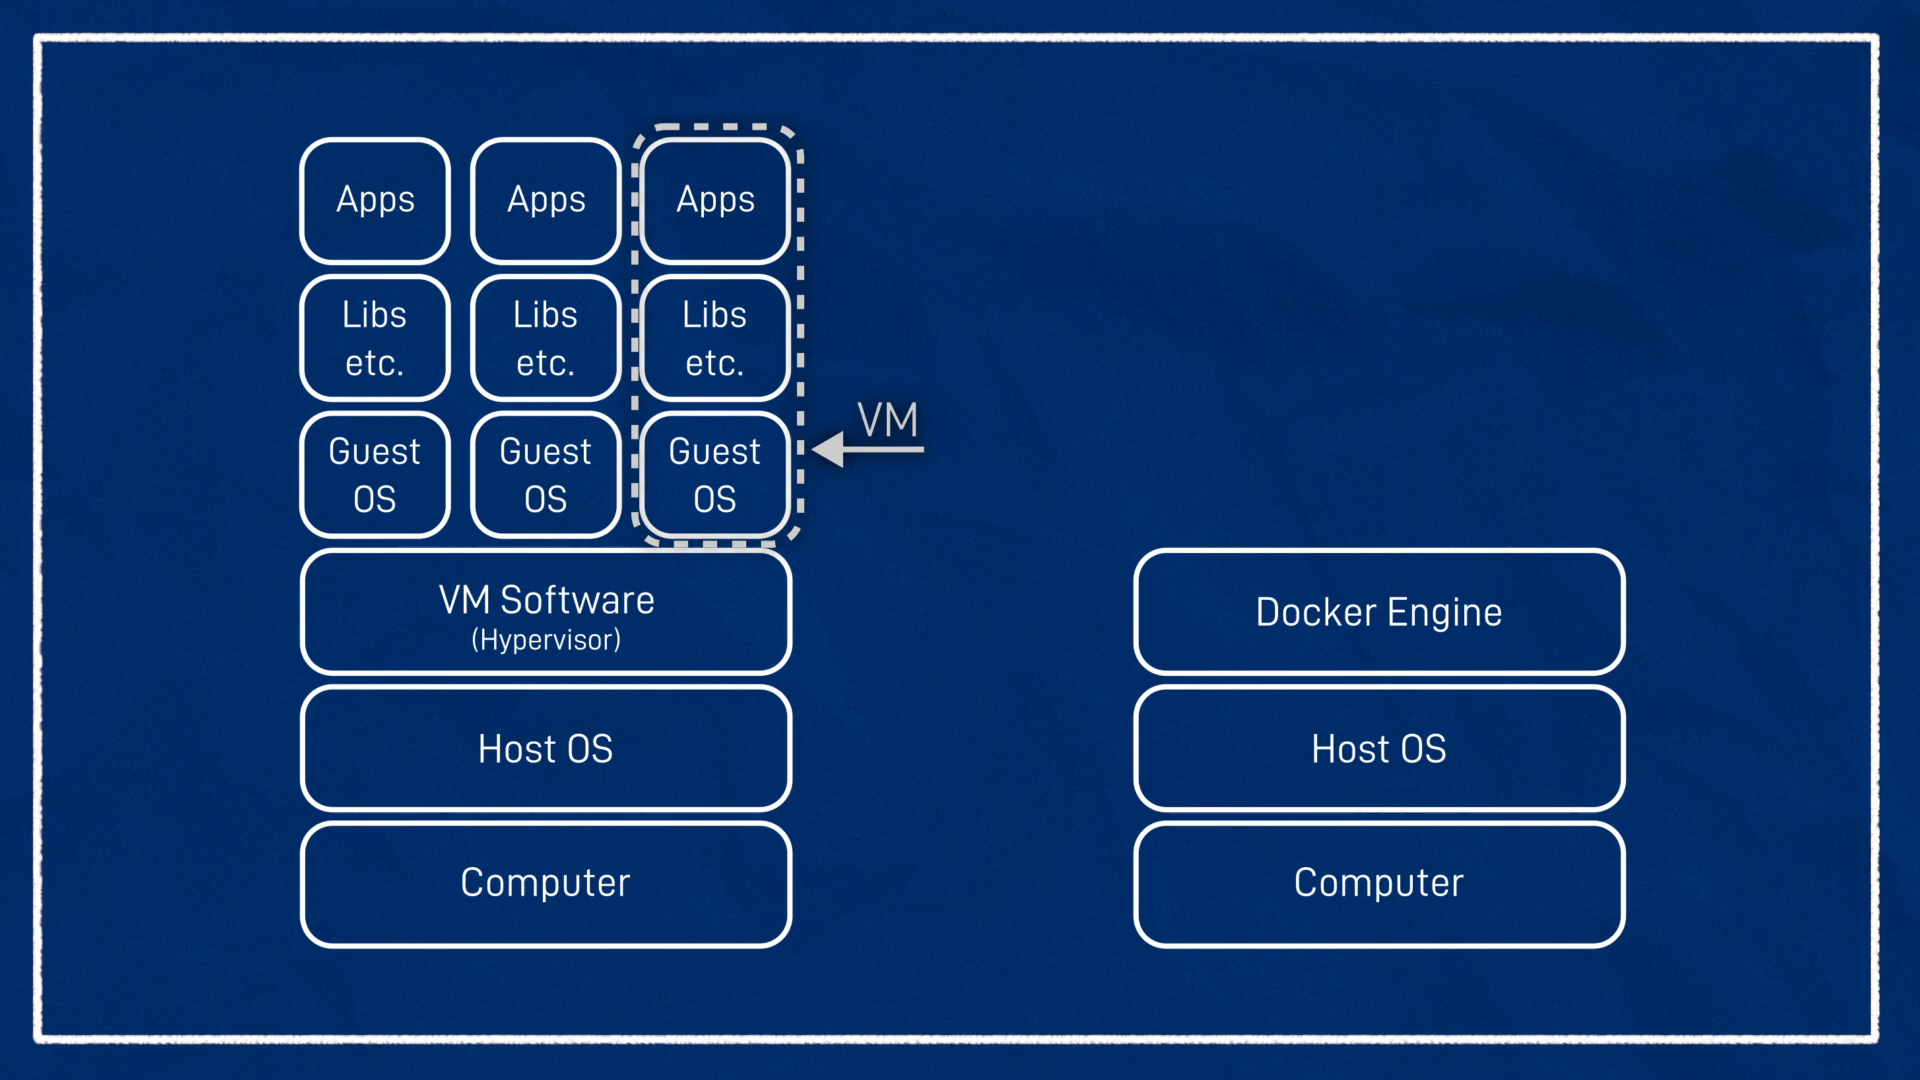 Apps
Apps
Apps
Libs
etc.
Libs
etc.
Libs
etc.
Guest
OS
Guest
OS
Guest
OS
VM
VM Software
(Hypervisor)
Host OS
Computer
Docker Engine
Host OS
Computer